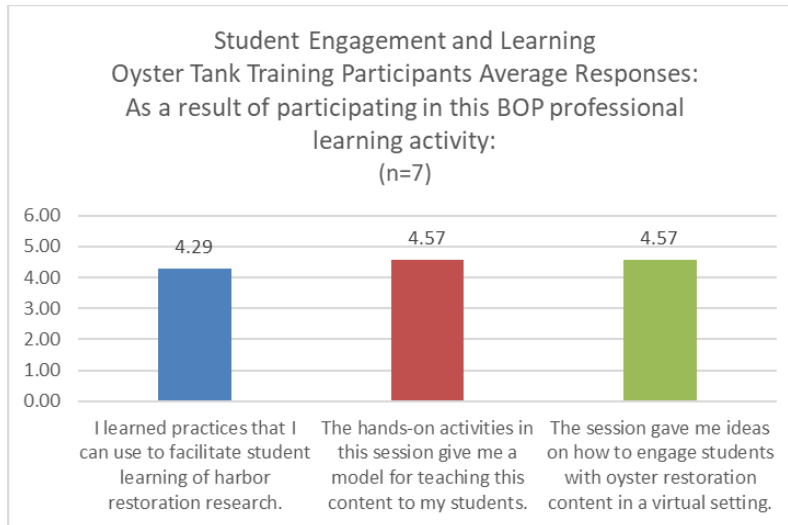 Student Engagement and Learning
Oyster Tank Training Participants Average Responses:
As a result of participating in this BOP professional
learning activity:
(n=7)
6.00
5.00
4.00
3.00
2.00
1.00
0.00
4.29
4.57
4.57
I learned practices that I
can use to facilitate student
learning of harbor
restoration research.
The hands-on activities in
this session give me a
model for teaching this
content to my students.
The session gave me ideas
on how to engage students
with oyster restoration
content in a virtual setting.